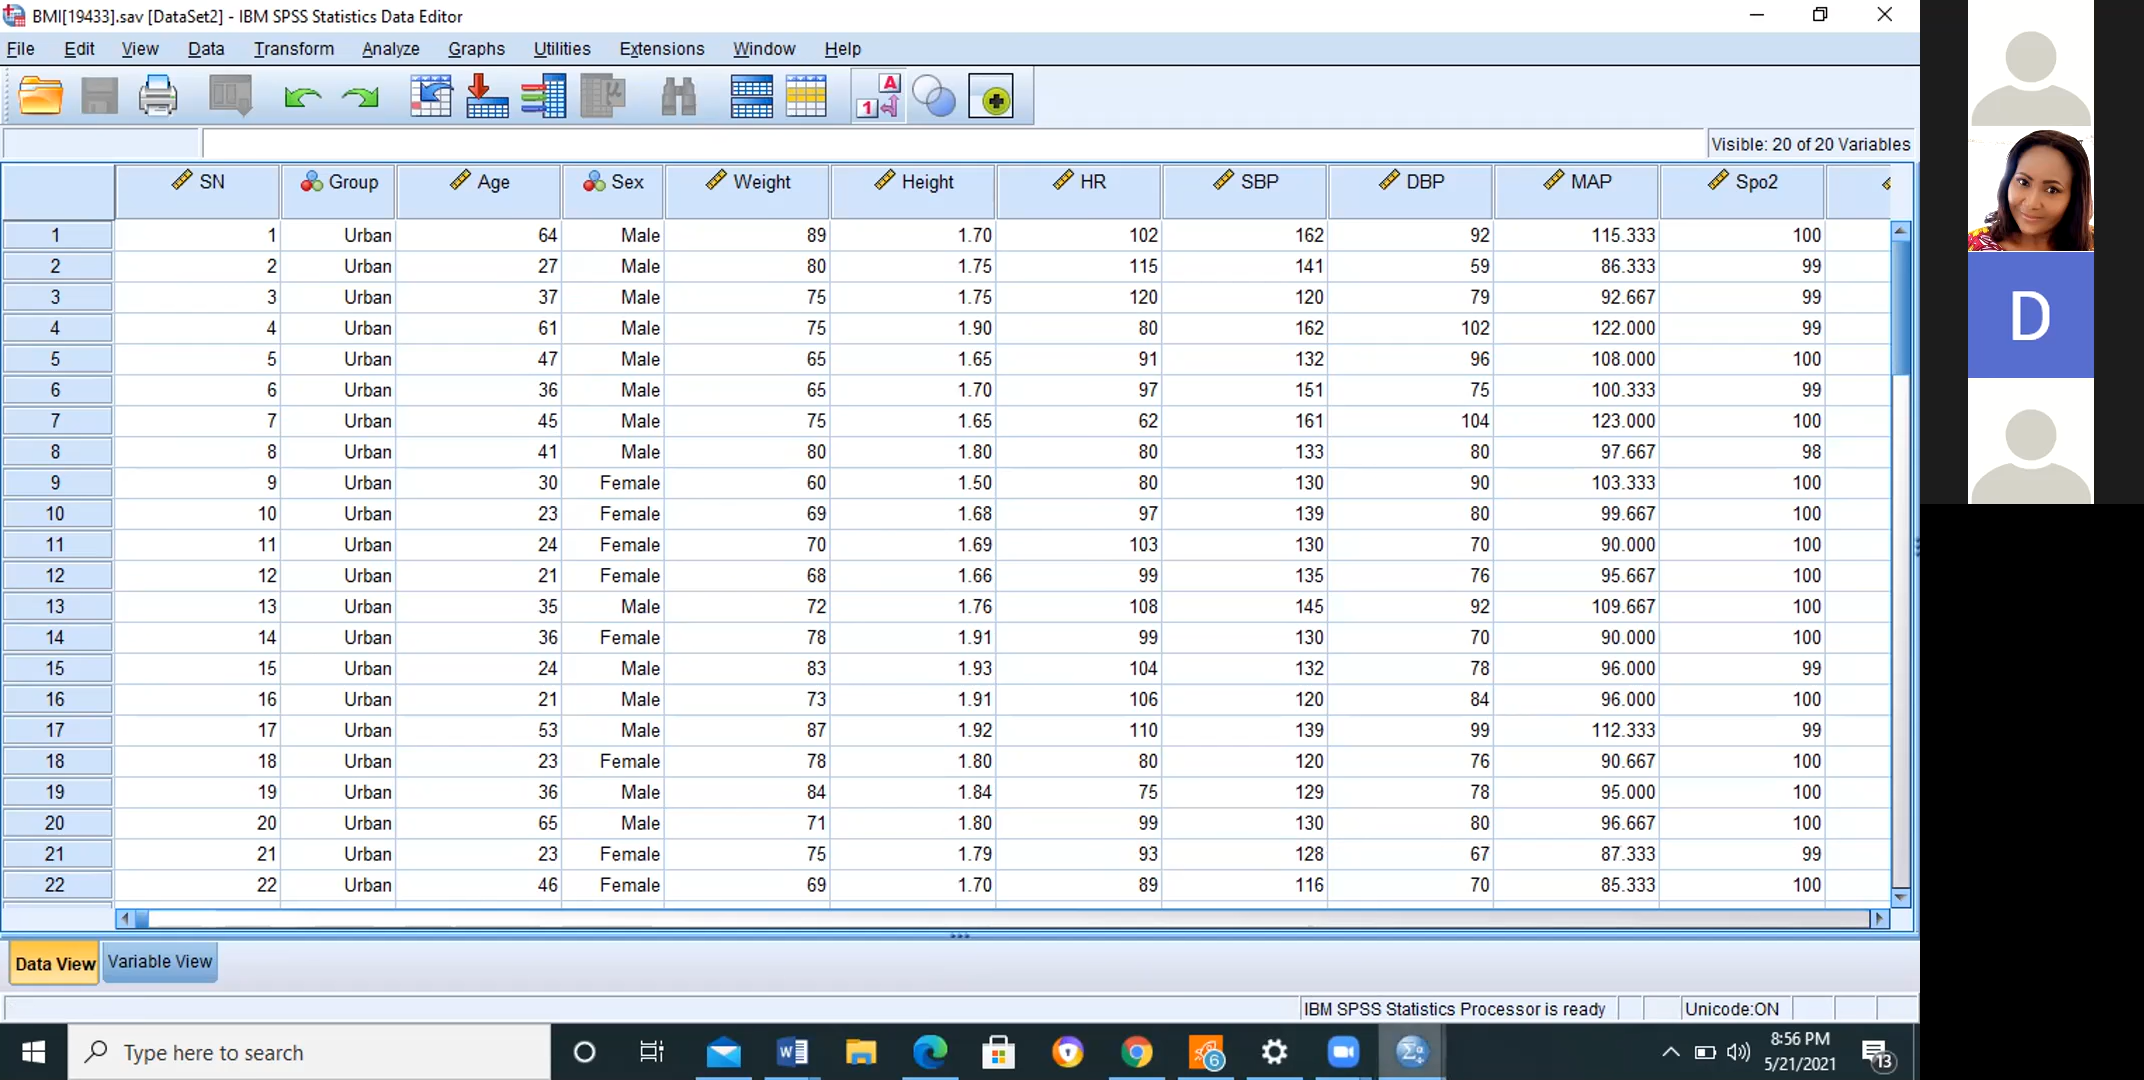 BMI[19433].sav [DataSet2] - IBM SPSS Statistics Data Editor
File Edit View Data Transform Analyze Graphs Utilities Extensions Window Help
A
1
Visible: 20 of 20 Variables
SN Group Age Sex Weight Height HR SBP DBP MAP Spo2
1 1 Urban 64 Male 89 1.70 102 162 92 115.333 100
2 2 Urban 27 Male 80 1.75 115 141 59 86.333 99
3 3 Urban 37 Male 75 1.75 120 120 79 92.667 99
4 4 Urban 61 Male 75 1.90 80 162 102 122.000 99
5 5 Urban 47 Male 65 1.65 91 132 96 108.000 100
6 6 Urban 36 Male 65 1.70 97 151 75 100.333 99
7 7 Urban 45 Male 75 1.65 62 161 104 123.000 100
8 8 Urban 41 Male 80 1.80 80 133 80 97.667 98
9 9 Urban 30 Female 60 1.50 80 130 90 103.333 100
10 10 Urban 23 Female 69 1.68 97 139 80 99.667 100
11 11 Urban 24 Female 70 1.69 103 130 70 90.000 100
12 12 Urban 21 Female 68 1.66 99 135 76 95.667 100
13 13 Urban 35 Male 72 1.76 108 145 92 109.667 100
14 14 Urban 36 Female 78 1.91 99 130 70 90.000 100
15 15 Urban 24 Male 83 1.93 104 132 78 96.000 99
16 16 Urban 21 Male 73 1.91 106 120 84 96.000 100
17 17 Urban 53 Male 87 1.92 110 139 99 112.333 99
18 18 Urban 23 Female 78 1.80 80 120 76 90.667 100
19 19 Urban 36 Male 84 1.84 75 129 78 95.000 100
20 20 Urban 65 Male 71 1.80 99 130 80 96.667 100
21 21 Urban 23 Female 75 1.79 93 128 67 87.333 99
22 22 Urban 46 Female 69 1.70 89 116 70 85.333 100
Data View Variable View
IBM SPSS Statistics Processor is ready Unicode:ON
Type here to search
W
6
8:56 PM
5/21/2021
13
D